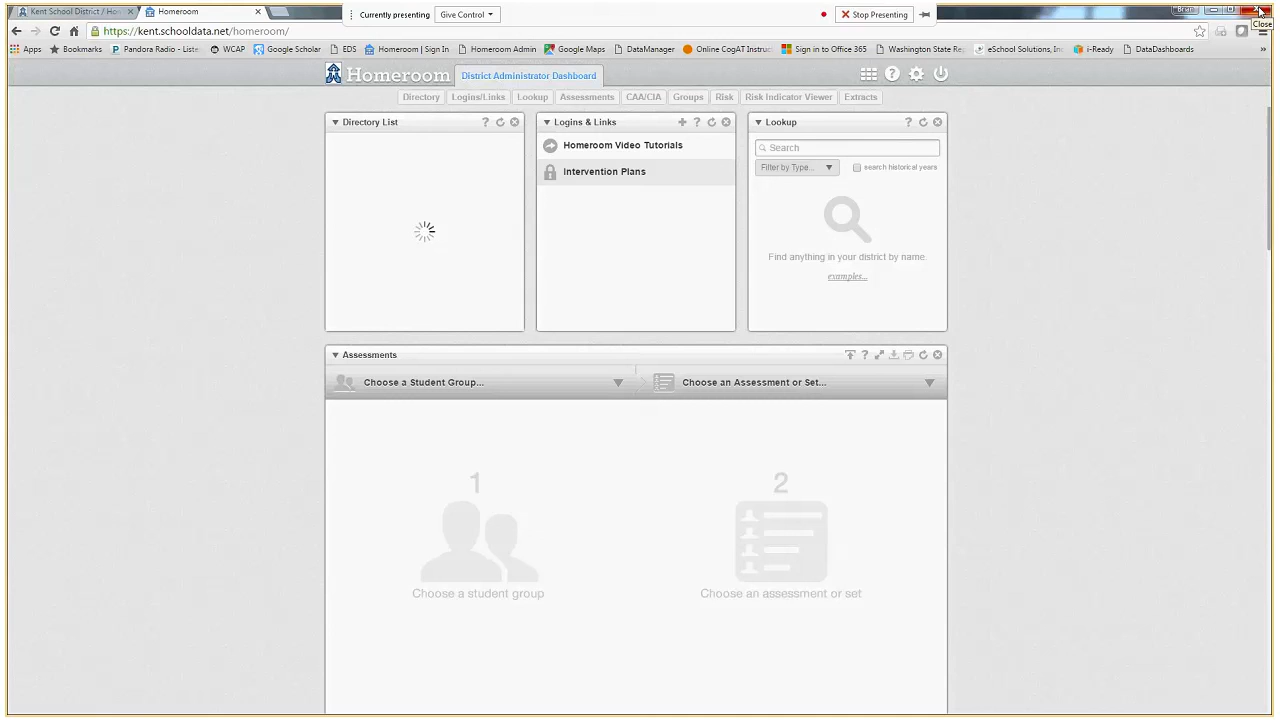 Kent School District / Ho
Homeroom
Currently presenting
Give Control
Stop Presenting
Brian
Close
https://kent.schooldata.net/homeroom/
Apps
Bookmarks
Pandora Radio - Liste
WCAP
Google Scholar
EDS
Homeroom | Sign In
Homeroom Admin
Google Maps
DataManager
Online CogAT Instruc
Sign in to Office 365
Washington State Re
eSchool Solutions, Inc
i-Ready
DataDashboards
»
Homeroom
District Administrator Dashboard
Directory
Logins/Links
Lookup
Assessments
CAA/CIA
Groups
Risk
Risk Indicator Viewer
Extracts
Directory List
Logins & Links
Lookup
Homeroom Video Tutorials
Intervention Plans
Search
Filter by Type...
search historical years
Find anything in your district by name.
examples...
Assessments
Choose a Student Group...
Choose an Assessment or Set...
1
2
Choose a student group
Choose an assessment or set